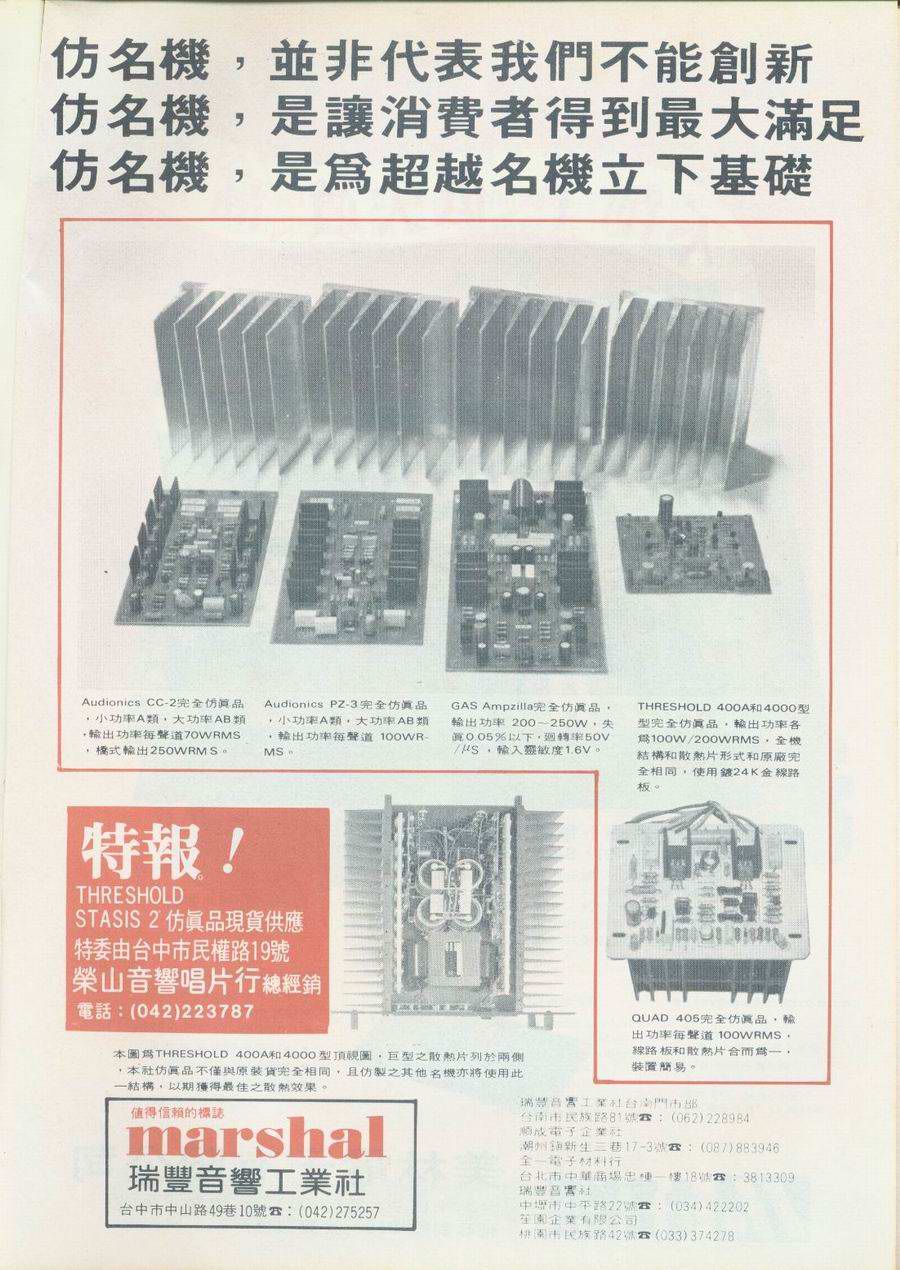 仿名機，並非代表我們不能創新
仿名機，是讓消費者得到最大滿足
仿名機，是爲超越名機立下基礎
Audionics CC-2完全仿眞品
，小功率A類，大功率AB類
，輸出功率每聲道70WRMS
，橋式輸出250WRMS。
Audionics PZ-3完全仿眞品
，小功率A類，大功率AB類
，輸出功率每聲道 100WR-
MS。
GAS Ampzilla完全仿眞品，
輸出功率 200～250W，失
眞0.05%以下，迴轉率50V
/μS，輸入靈敏度1.6V。
THRESHOLD 400A和4000型
型完全仿眞品，輸出功率各
爲100W/200WRMS，全機
結構和散熱片形式和原廠完
全相同，使用鍍24K金線路
板。
特報！
THRESHOLD
STASIS 2 仿眞品現貨供應
特委由台中市民權路19號
榮山音響唱片行總經銷
電話：(042)223787
QUAD 405完全仿眞品，輸
出功率每聲道 100WRMS，
線路板和散熱片合而爲一，
裝置簡易。
本圖爲THRESHOLD 400A和4000型頂視圖，巨型之散熱片列於兩側
，本社仿眞品不僅與原裝貨完全相同，且仿製之其他名機亦將使用此
一結構，以期獲得最佳之散熱效果。
值得信賴的標誌
marshal
瑞豐音響工業社
台中市中山路49巷10號☎：(042)275257
瑞豐音響工業社台南門市部
台南市民族路81號☎：(062)228984
順成電子企業社
潮州鎮新生三巷17-3號☎：(087)883946
全一電子材料行
台北市中華商場忠棟一樓18號☎：3813309
瑞豐音響社
中壢市中平路22號☎：(034)422202
笙園企業有限公司
桃園市民族路42號☎(033)374278